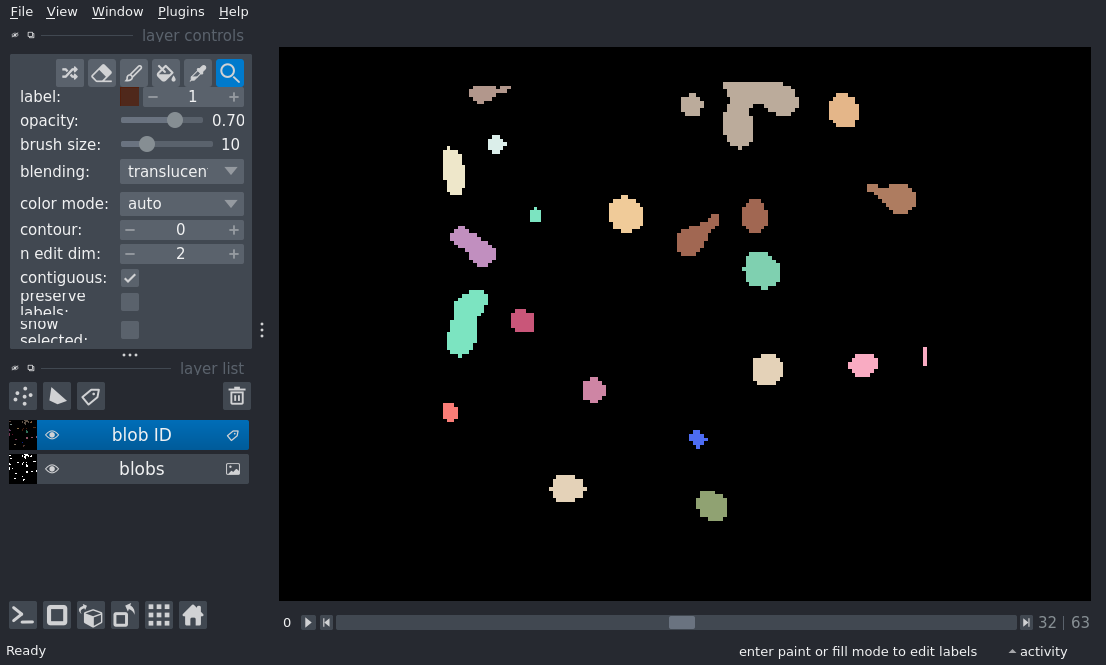 File View Window Plugins Help
layer controls
label: 1
opacity: 0.70
brush size: 10
blending: translucen
color mode: auto
contour: 0
n edit dim: 2
contiguous:
preserve
labels:
show
selected:
layer list
blob ID
blobs
0 32 | 63
Ready enter paint or fill mode to edit labels activity